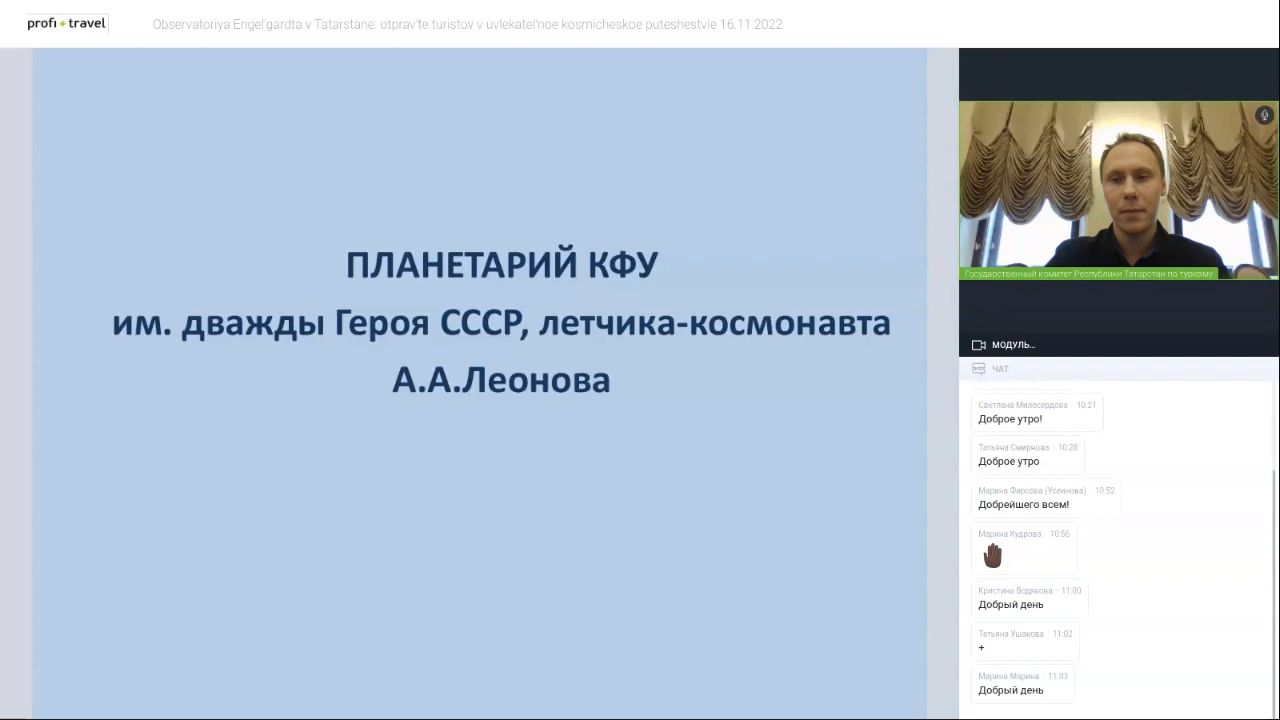 profi travel
Observatoriya Engel'gardta v Tatarstane: otprav'te turistov v uvlekatel'noe kosmicheskoe puteshestvie 16.11.2022
ПЛАНЕТАРИЙ КФУ
им. дважды Героя СССР, летчика-космонавта
А.А.Леонова
Государственный комитет Республики Татарстан по туризму
МОДУЛЬ...
ЧАТ:
Светлана Милосердова · 10:21
Доброе утро!
Татьяна Смирнова · 10:28
Доброе утро
Марина Фирсова (Усеинова) · 10:52
Добрейшего всем!
Марина Кудрова · 10:56
Кристина Водякова · 11:00
Добрый день
Татьяна Ушакова · 11:02
+
Марина Марина · 11:03
Добрый день